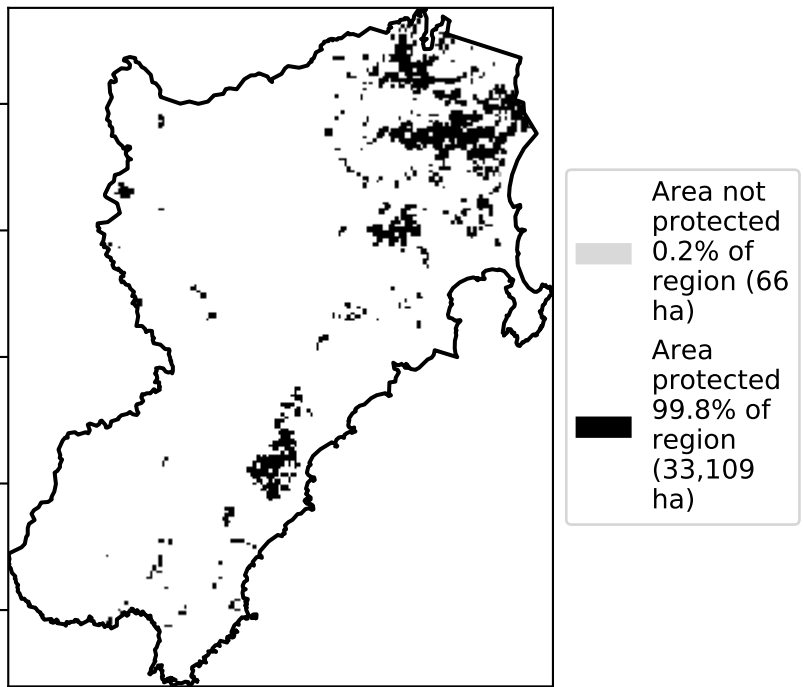 Area not
protected
0.2% of
region (66
ha)
Area
protected
99.8% of
region
(33,109
ha)